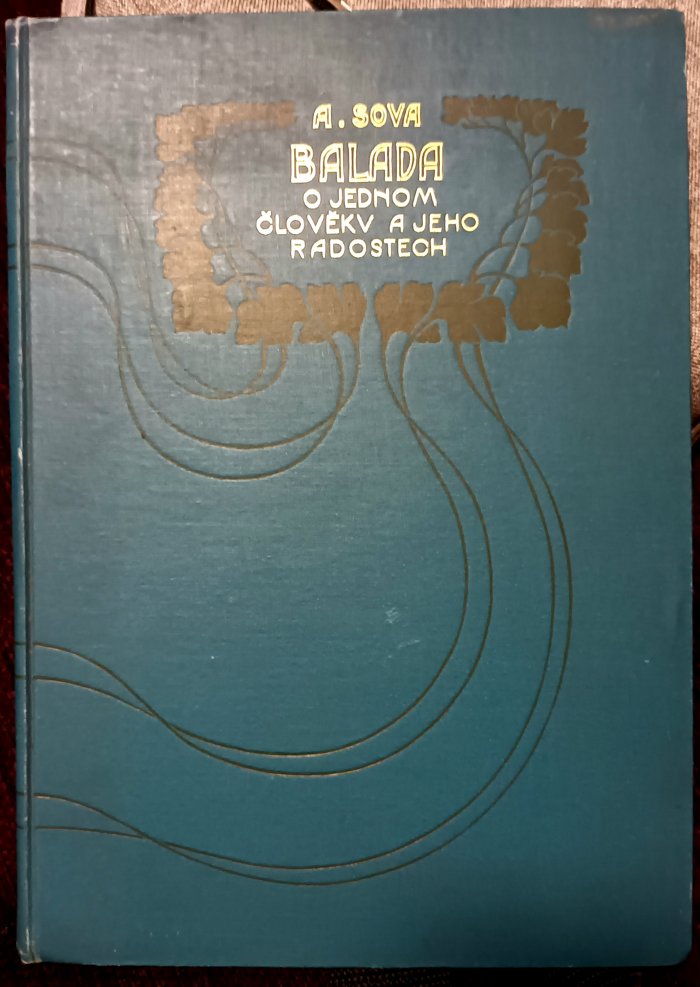 A. SOVA
BALADA
O JEDNOM
ČLOVĚKV A JEHO
RADOSTECH